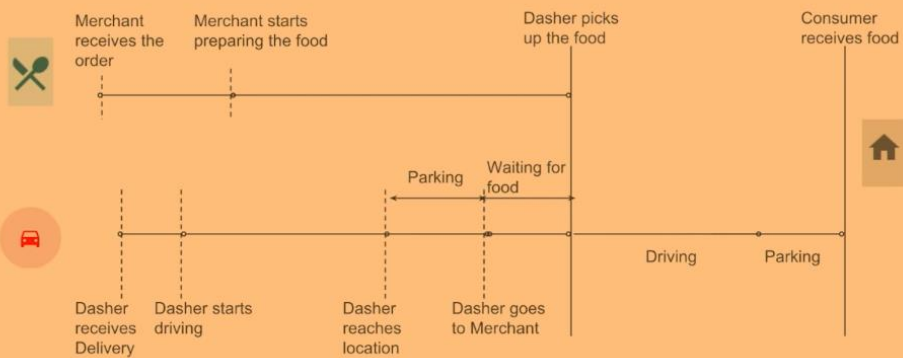 Merchant
receives the
order
Merchant starts
preparing the food
Dasher picks
up the food
Consumer
receives food
Parking
Waiting for
food
Driving
Parking
Dasher
receives
Delivery
Dasher starts
driving
Dasher
reaches
location
Dasher goes
to Merchant